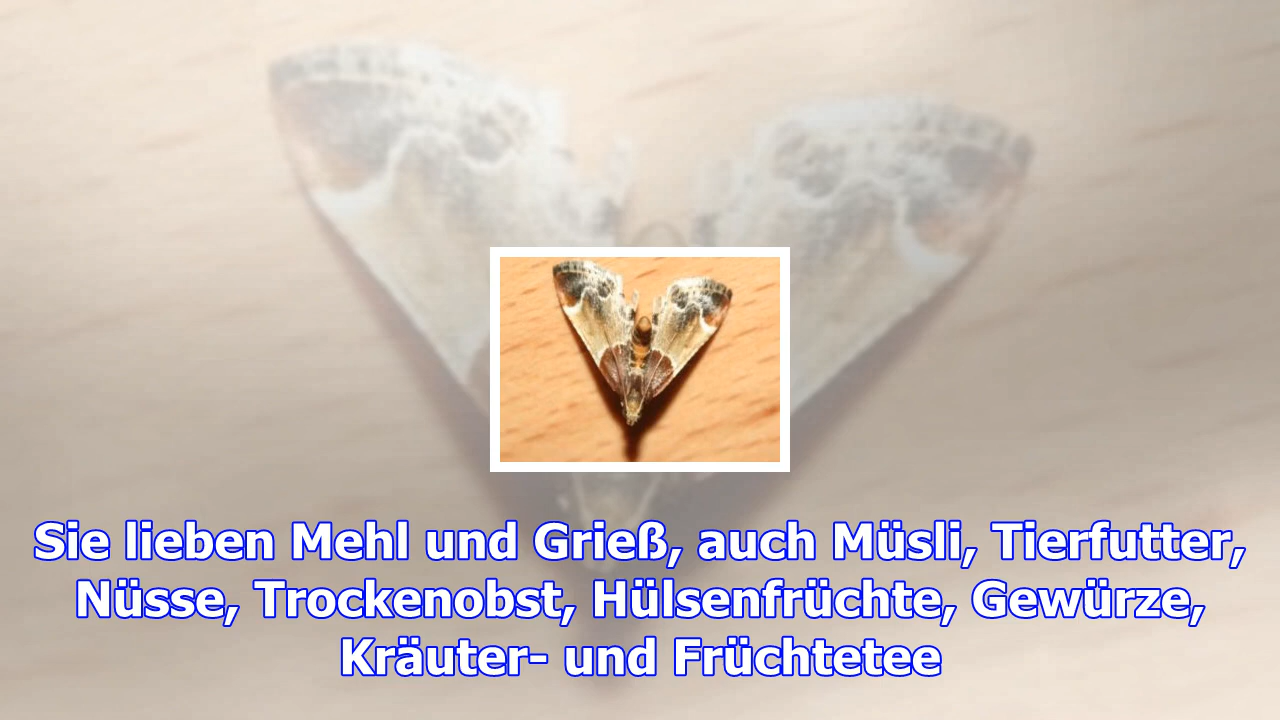 Sie lieben Mehl und Grieß, auch Müsli, Tierfutter,
Nüsse, Trockenobst, Hülsenfrüchte, Gewürze,
Kräuter- und Früchtetee